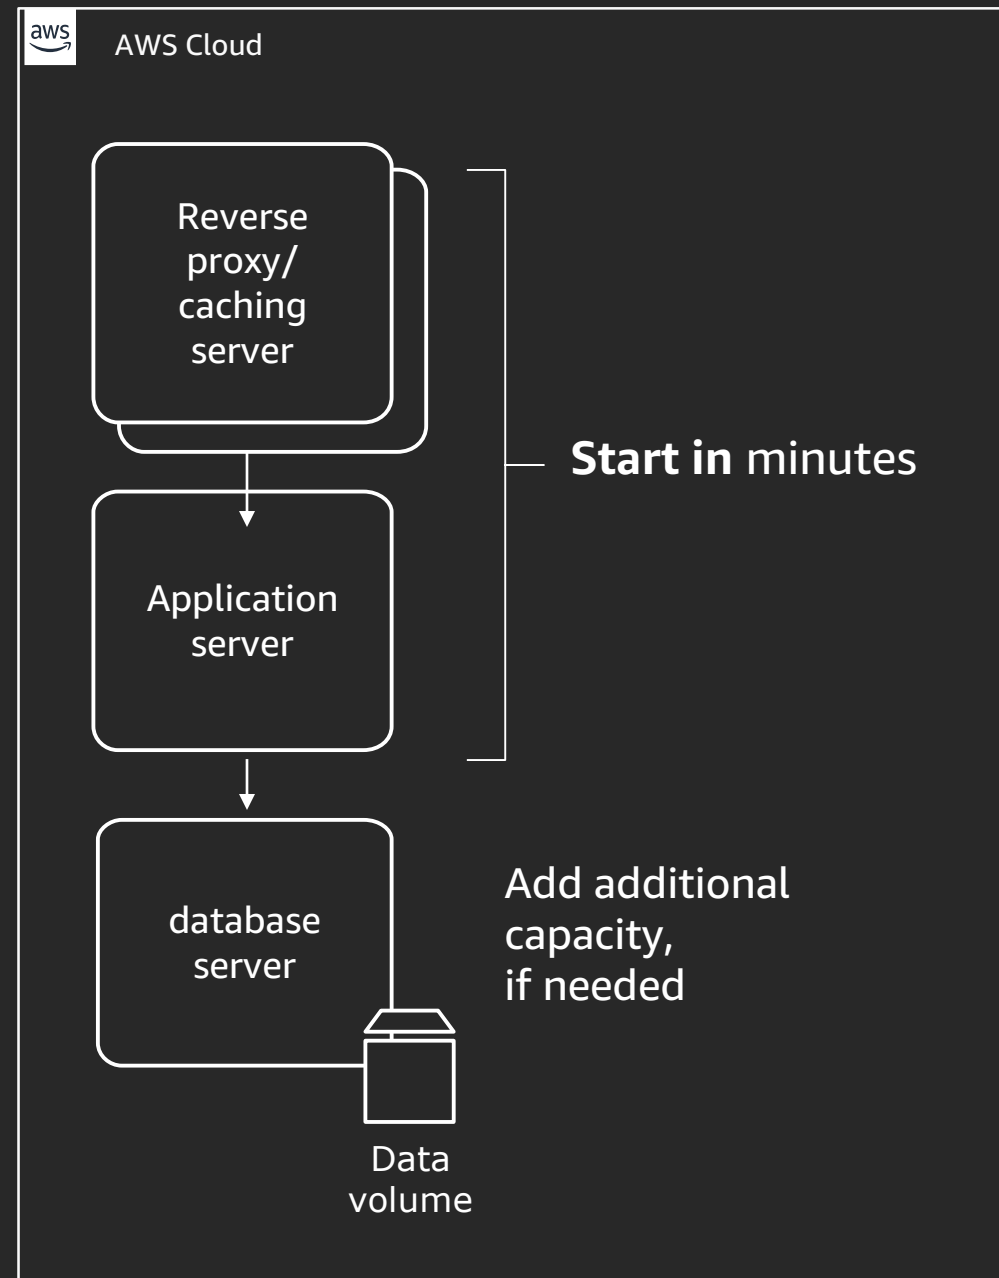 aws
AWS Cloud
Reverse
proxy/
caching
server
Start in minutes
Application
server
database
server
Add additional
capacity,
if needed
Data
volume